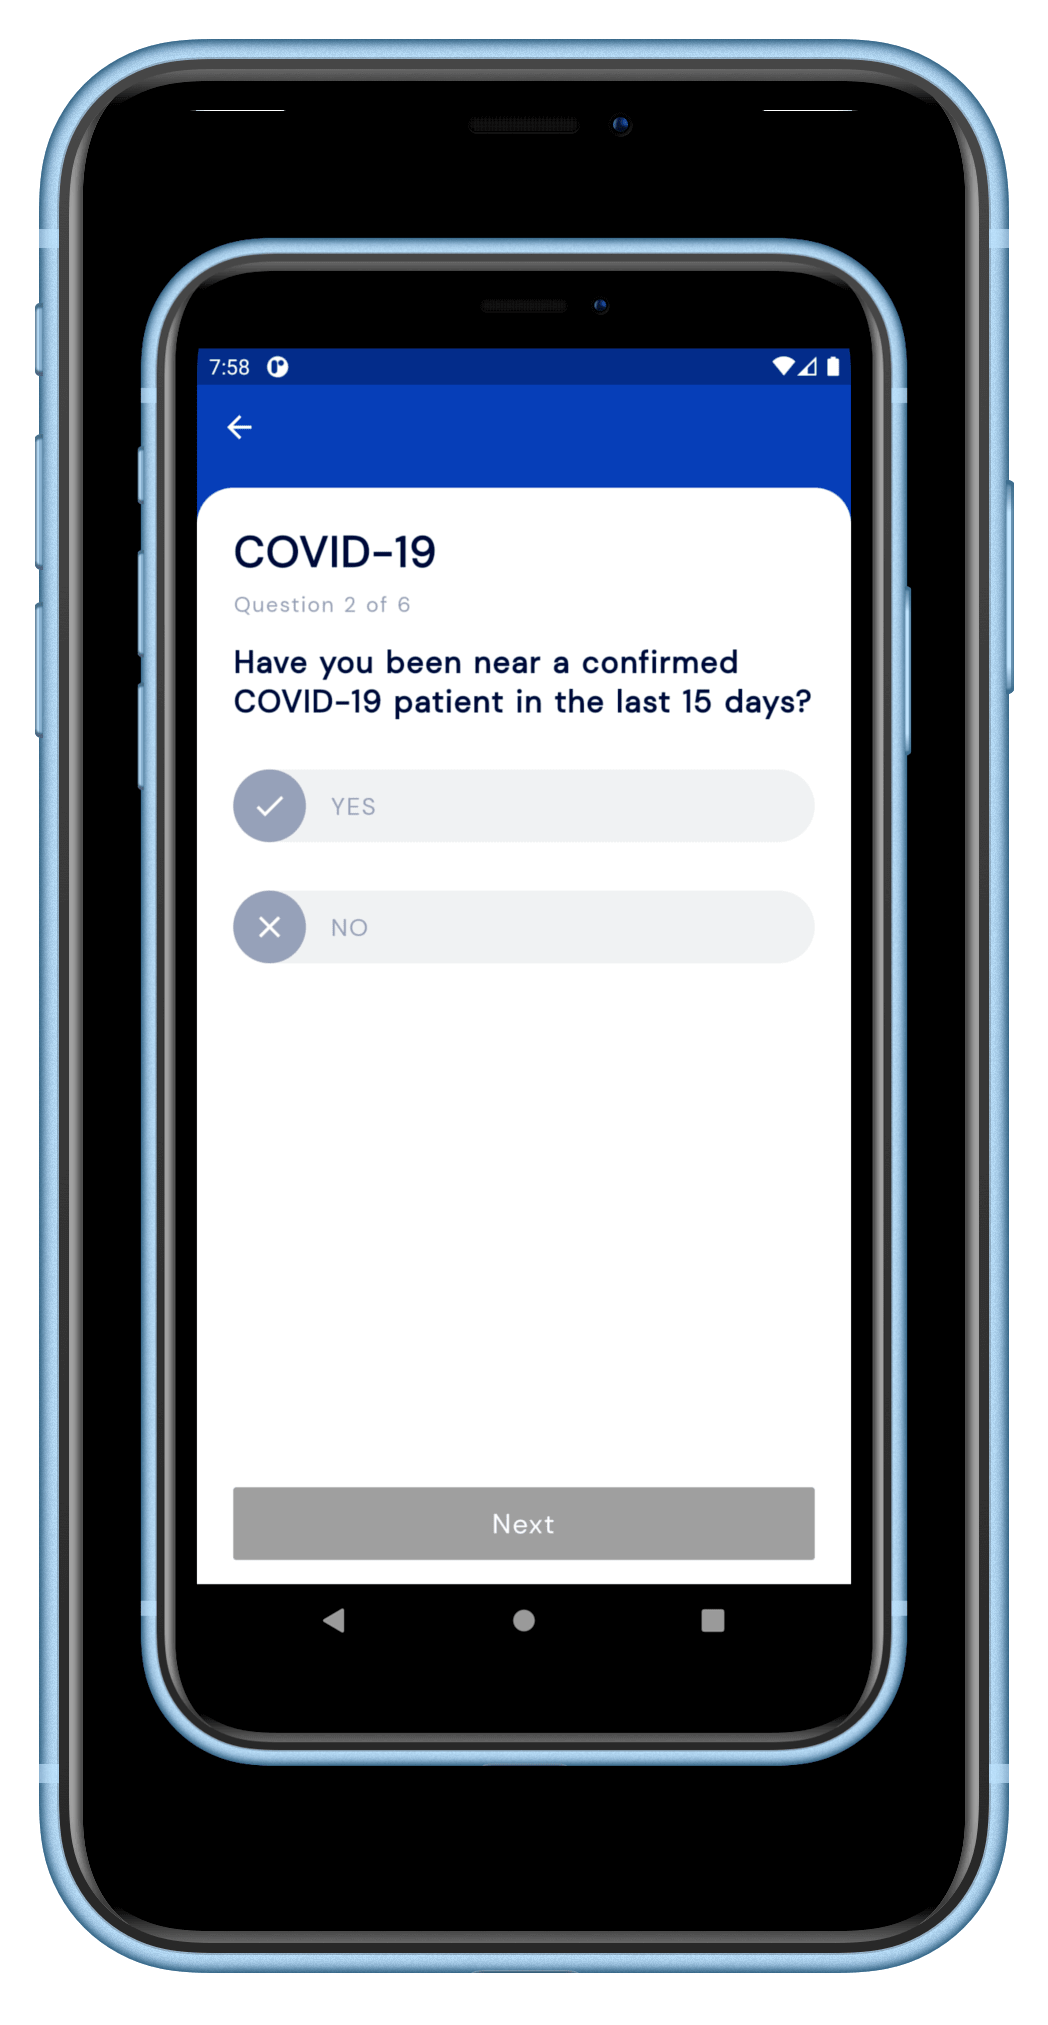 7:58
COVID-19
Question 2 of 6
Have you been near a confirmed
COVID-19 patient in the last 15 days?
YES
NO
Next